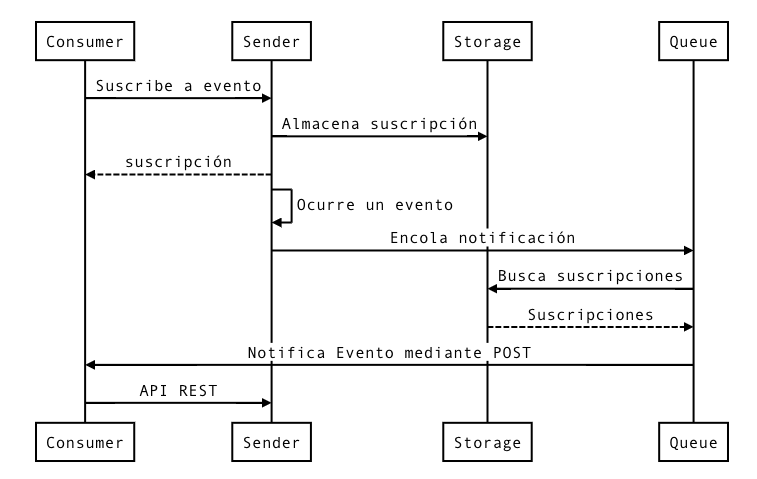 Consumer Sender Storage Queue
Suscribe a evento
Almacena suscripción
suscripción
Ocurre un evento
Encola notificación
Busca suscripciones
Suscripciones
Notifica Evento mediante POST
API REST
Consumer Sender Storage Queue